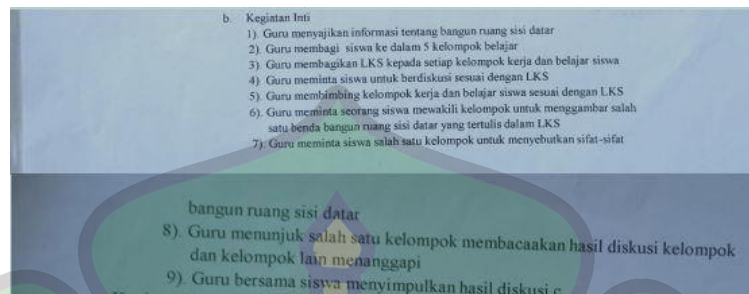 b. Kegiatan Inti
1). Guru menyajikan informasi tentang bangun ruang sisi datar
2). Guru membagi siswa ke dalam 5 kelompok belajar
3). Guru membagikan LKS kepada setiap kelompok kerja dan belajar siswa
4). Guru meminta siswa untuk berdiskusi sesuai dengan LKS
5). Guru membimbing kelompok kerja dan belajar siswa sesuai dengan LKS
6). Guru meminta seorang siswa mewakili kelompok untuk menggambar salah
satu benda bangun ruang sisi datar yang tertulis dalam LKS
7). Guru meminta siswa salah satu kelompok untuk menyebutkan sifat-sifat
bangun ruang sisi datar
8). Guru menunjuk salah satu kelompok membacaakan hasil diskusi kelompok
dan kelompok lain menanggapi
9). Guru bersama siswa menyimpulkan hasil diskusi